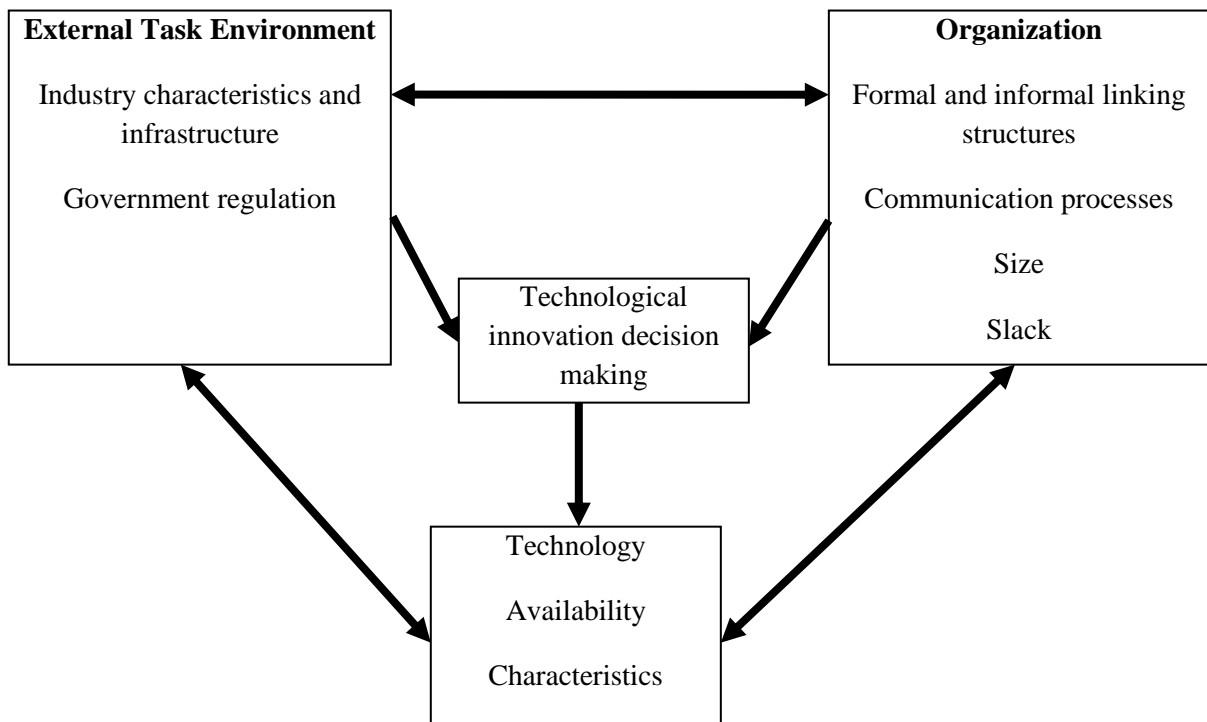 External Task Environment
Industry characteristics and
infrastructure
Government regulation
Organization
Formal and informal linking
structures
Communication processes
Size
Slack
Technological
innovation decision
making
Technology
Availability
Characteristics